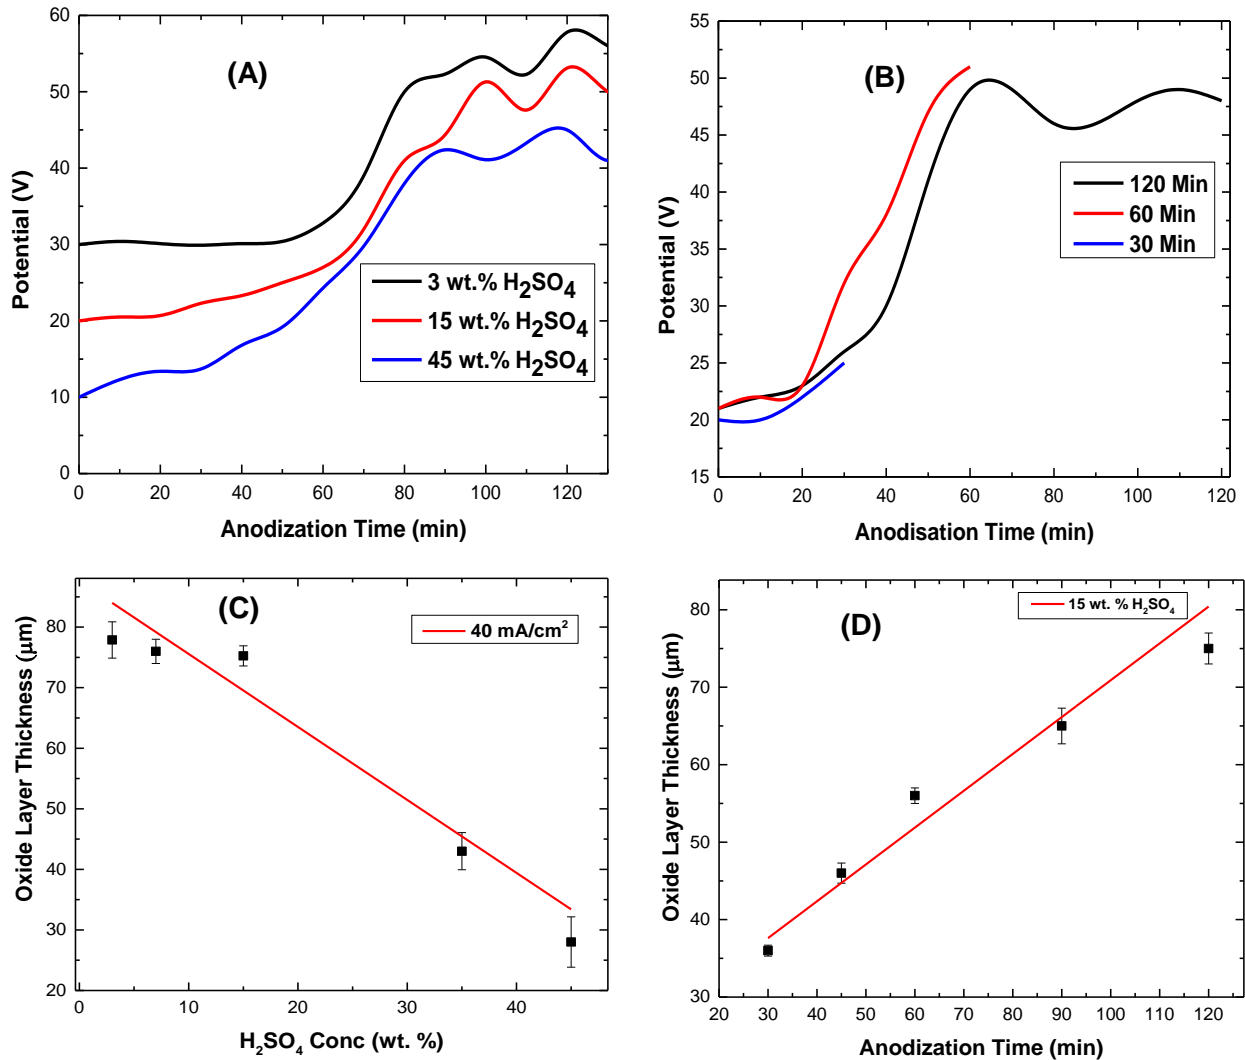 (A)
Potential (V)
60
50
40
30
20
10
0
3 wt.% H₂SO₄
15 wt.% H₂SO₄
45 wt.% H₂SO₄
0 20 40 60 80 100 120
Anodization Time (min)
(B)
Potential (V)
55
50
45
40
35
30
25
20
15
120 Min
60 Min
30 Min
0 20 40 60 80 100 120
Anodisation Time (min)
(C)
Oxide Layer Thickness (μm)
80
70
60
50
40
30
20
40 mA/cm²
0 10 20 30 40
H₂SO₄ Conc (wt. %)
(D)
Oxide Layer Thickness (μm)
80
70
60
50
40
30
15 wt. % H₂SO₄
20 30 40 50 60 70 80 90 100 110 120
Anodization Time (min)